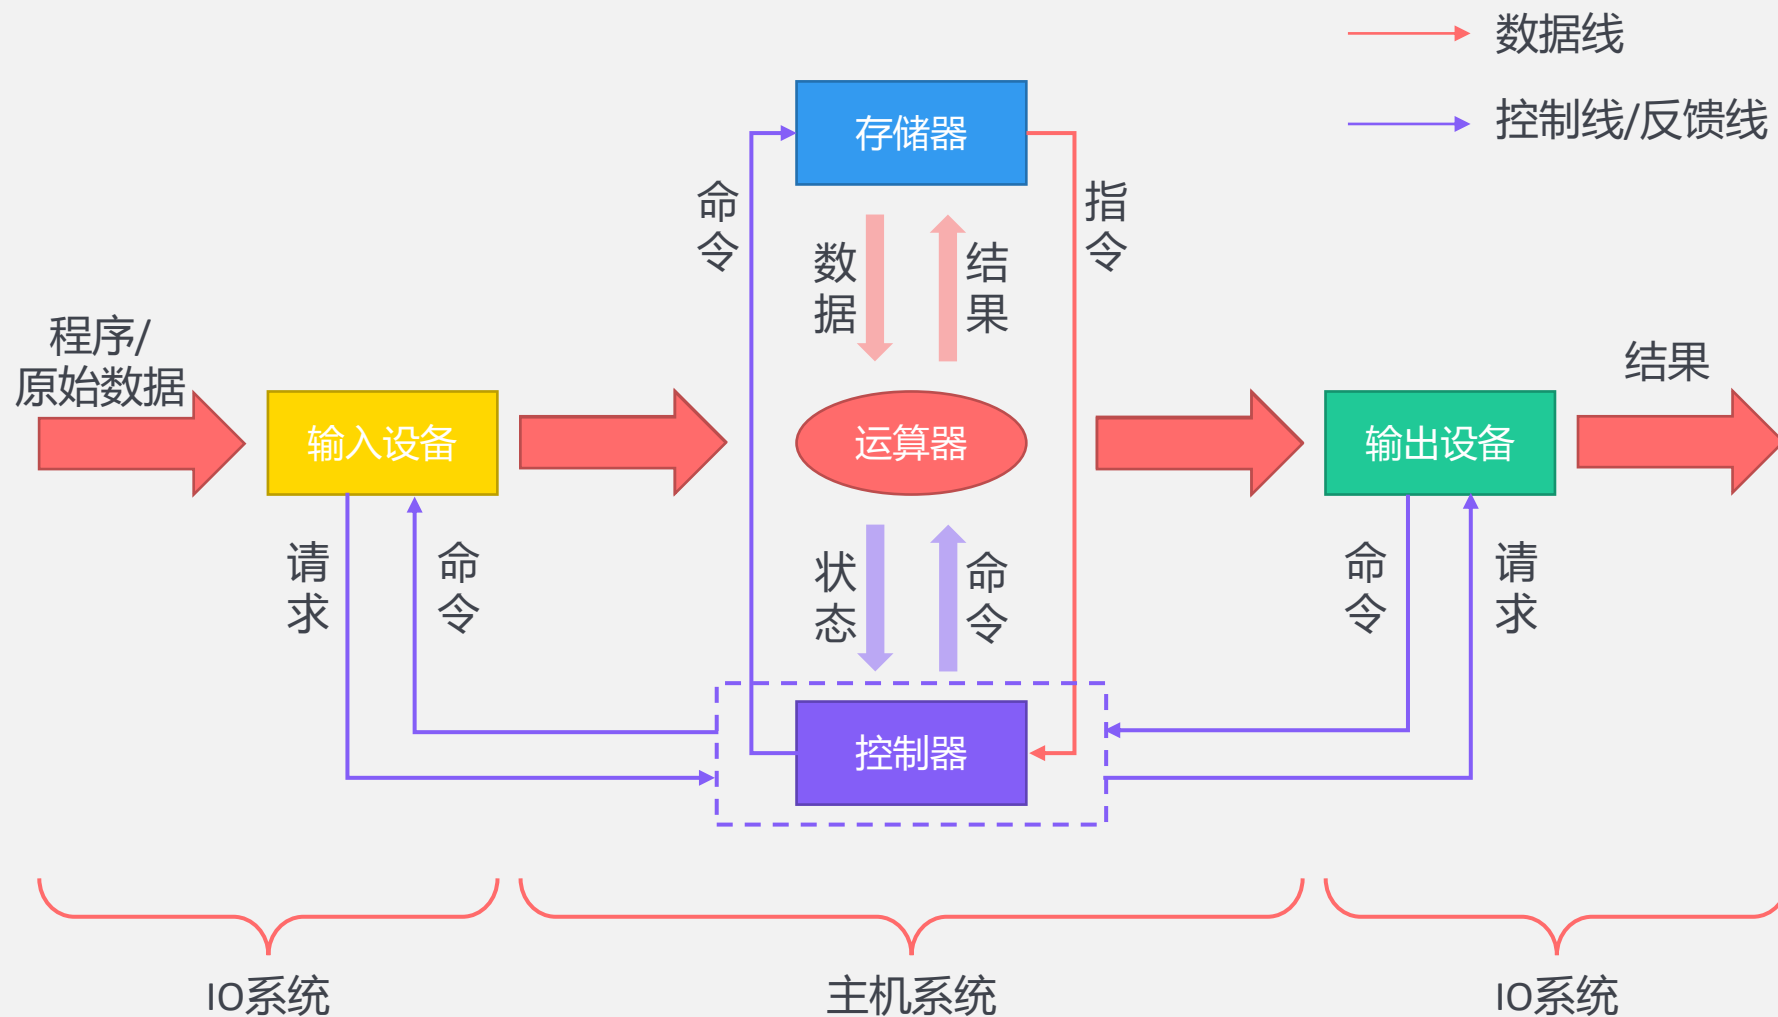 数据线
控制线/反馈线
存储器
命令
指令
数据
结果
程序/
原始数据
输入设备
运算器
输出设备
结果
请求
命令
状态
命令
命令
请求
控制器
IO系统
主机系统
IO系统